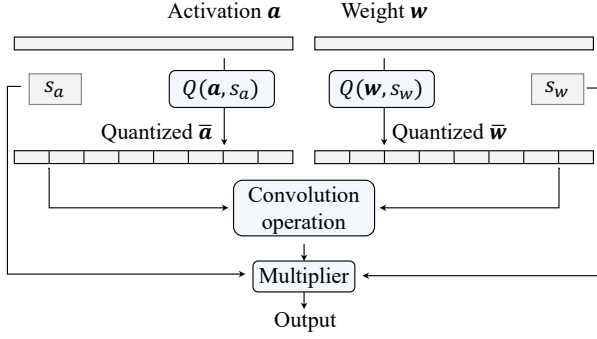 Activation 𝒂
Weight 𝒘
s_a
Q(𝒂, s_a)
Q(𝒘, s_w)
s_w
Quantized 𝒂̅
Quantized 𝒘̅
Convolution
operation
Multiplier
Output